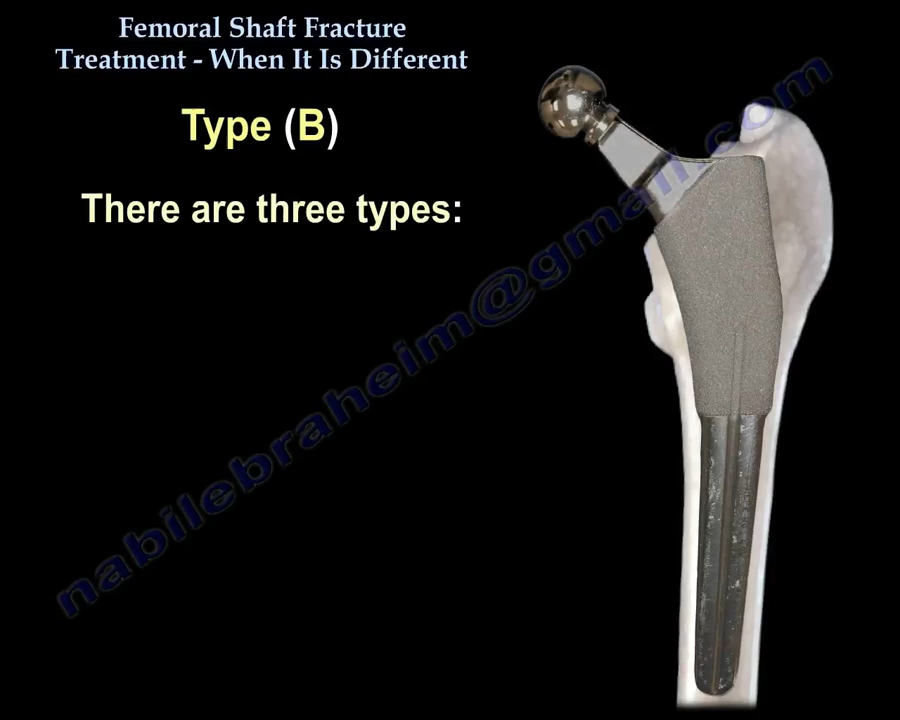 Femoral Shaft Fracture
Treatment - When It Is Different
Type (B)
There are three types:
nabilebraheim@gmail.com